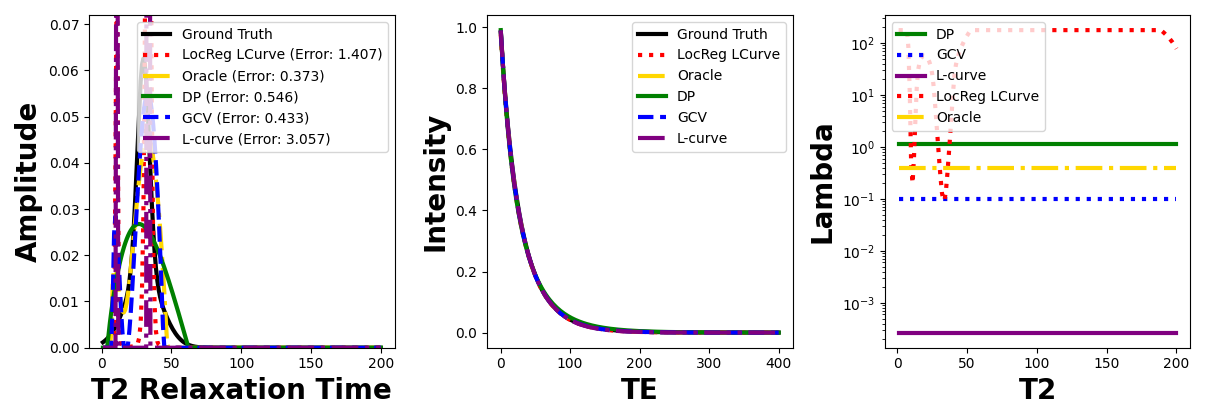 0.07
0.06
0.05
0.04
0.03
0.02
0.01
0.00
Amplitude
Ground Truth
LocReg LCurve (Error: 1.407)
Oracle (Error: 0.373)
DP (Error: 0.546)
GCV (Error: 0.433)
L-curve (Error: 3.057)
0 50 100 150 200
T2 Relaxation Time
1.0
0.8
0.6
0.4
0.2
0.0
Intensity
Ground Truth
LocReg LCurve
Oracle
DP
GCV
L-curve
0 100 200 300 400
TE
10²
10¹
10⁰
10⁻¹
10⁻²
10⁻³
Lambda
DP
GCV
L-curve
LocReg LCurve
Oracle
0 50 100 150 200
T2